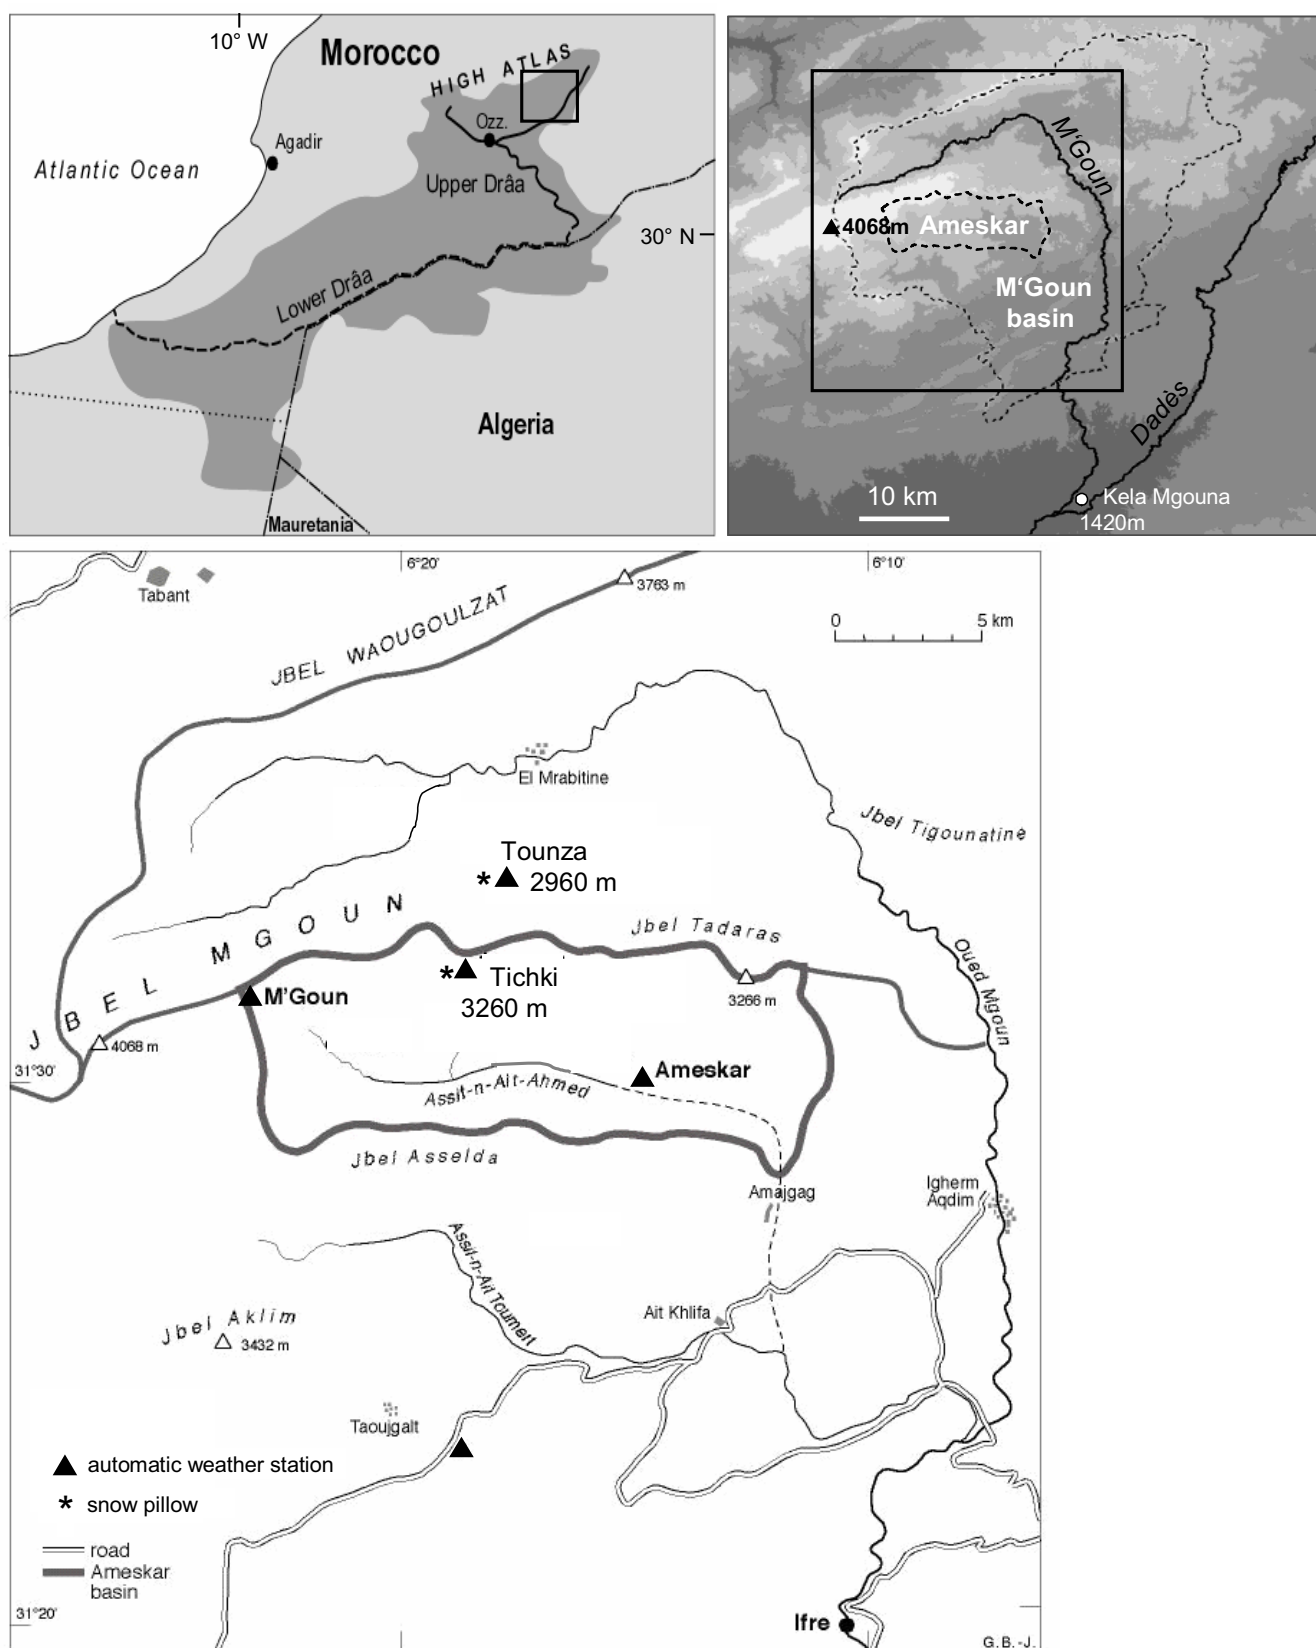 10° W
Morocco
HIGH ATLAS
Ozz.
Agadir
Atlantic Ocean
Upper Drâa
30° N
Lower Drâa
Algeria
Mauretania
M'Goun
4068m
Ameskar
M'Goun
basin
Dadès
10 km
Kela Mgouna
1420m
6°20'
6°10'
Tabant
3763 m
0 5 km
JBEL WAOUGOULZAT
El Mrabitine
Jbel Tigounatine
Tounza
* 2960 m
JBEL MGOUN
Jbel Tadaras
Oued Mgoun
* Tichki
3260 m
M'Goun
3266 m
4068 m
31°30'
Ameskar
Assif-n-Ait-Ahmed
Jbel Asselda
Amajgag
Igherm
Aqdim
Assif-n-Ait Toumert
Ait Khlifa
Jbel Aklim
3432 m
Taoujgalt
automatic weather station
* snow pillow
road
Ameskar
basin
31°20'
Ifre
G.B.-J.